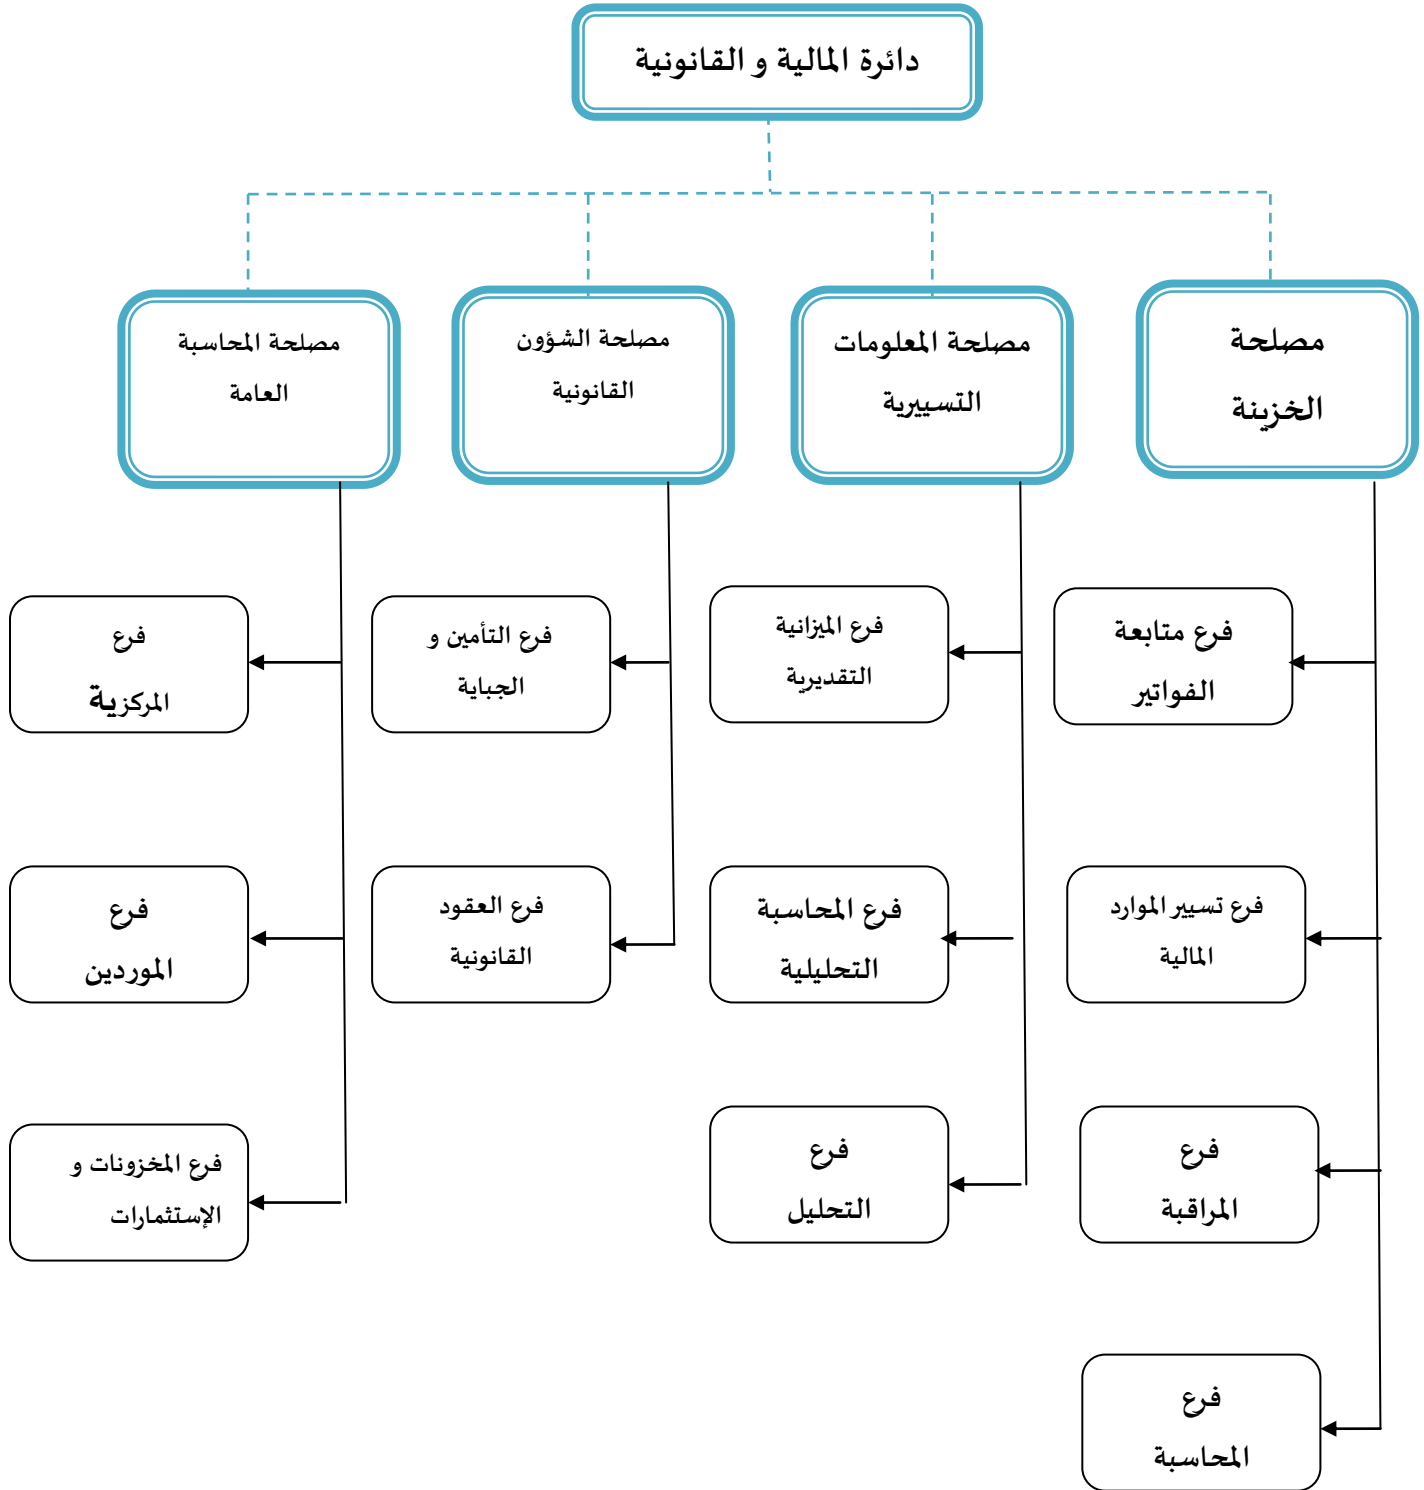 دائرة المالية و القانونية
مصلحة
الخزينة
مصلحة المعلومات
التسييرية
مصلحة الشؤون
القانونية
مصلحة المحاسبة
العامة
فرع متابعة
الفواتير
فرع الميزانية
التقديرية
فرع التأمين و
الجباية
فرع
المركزية
فرع تسيير الموارد
المالية
فرع المحاسبة
التحليلية
فرع العقود
القانونية
فرع
الموردين
فرع
المراقبة
فرع
التحليل
فرع المخزونات و
الإستثمارات
فرع
المحاسبة